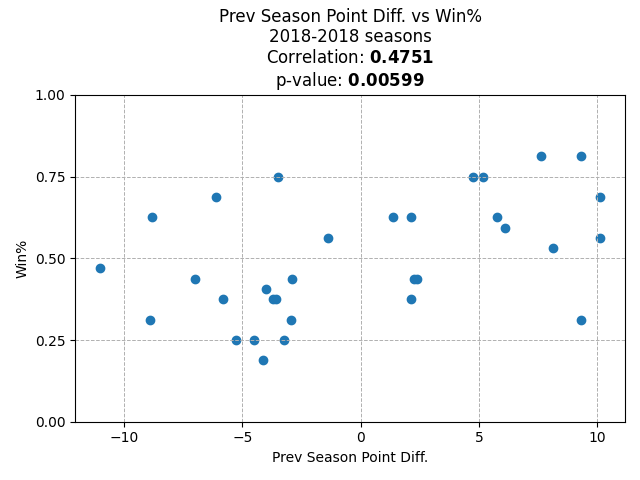 Prev Season Point Diff. vs Win%
2018-2018 seasons
Correlation: 0.4751
p-value: 0.00599
1.00
0.75
0.50
0.25
0.00
Win%
−10
−5
0
5
10
Prev Season Point Diff.